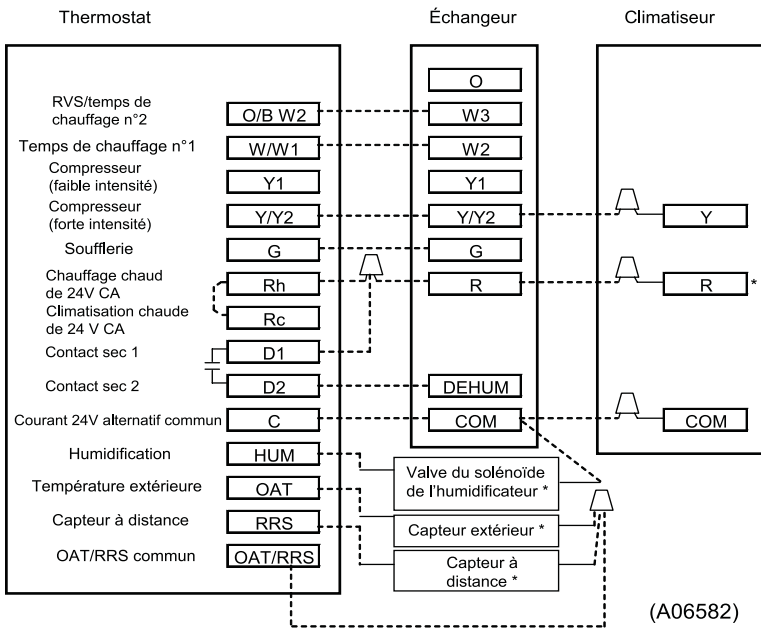 Thermostat Échangeur Climatiseur
O
RVS/temps de
chauffage n°2 O/B W2 W3
Temps de chauffage n°1 W/W1 W2
Compresseur
(faible intensité) Y1 Y1
Compresseur
(forte intensité) Y/Y2 Y/Y2 Y
Soufflerie G G
Chauffage chaud
de 24V CA Rh R R *
Climatisation chaude
de 24 V CA Rc
Contact sec 1 D1
Contact sec 2 D2 DEHUM
Courant 24V alternatif commun C COM COM
Humidification HUM
Valve du solénoïde
de l'humidificateur *
Température extérieure OAT
Capteur extérieur *
Capteur à distance RRS
Capteur à
distance *
OAT/RRS commun OAT/RRS
(A06582)